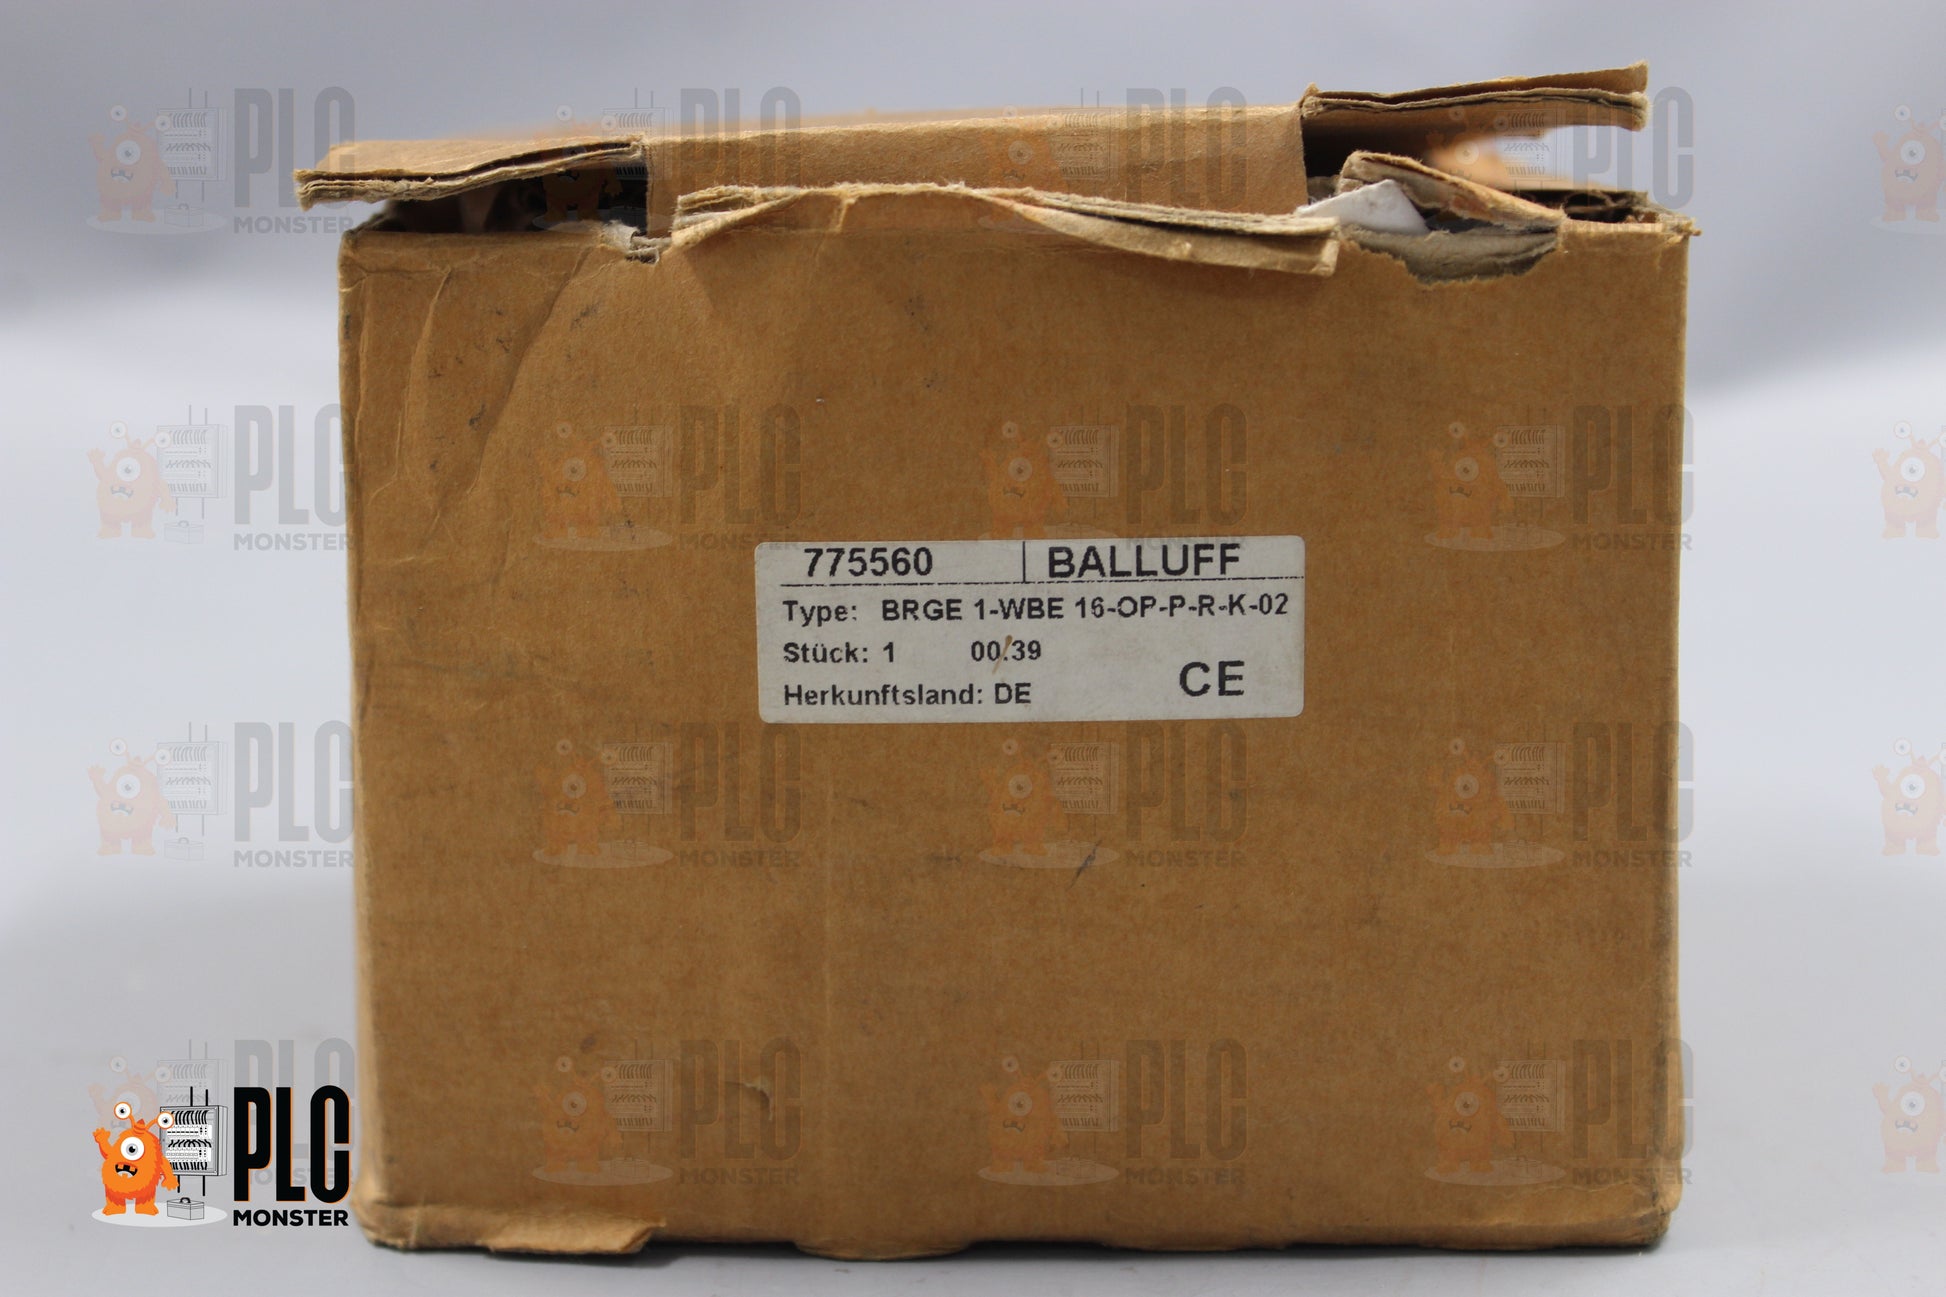 775560 BALLUFF
Type: BRGE 1-WBE 16-OP-P-R-K-02
Stück: 1 00.39
Herkunftsland: DE CE
PLC
MONSTER